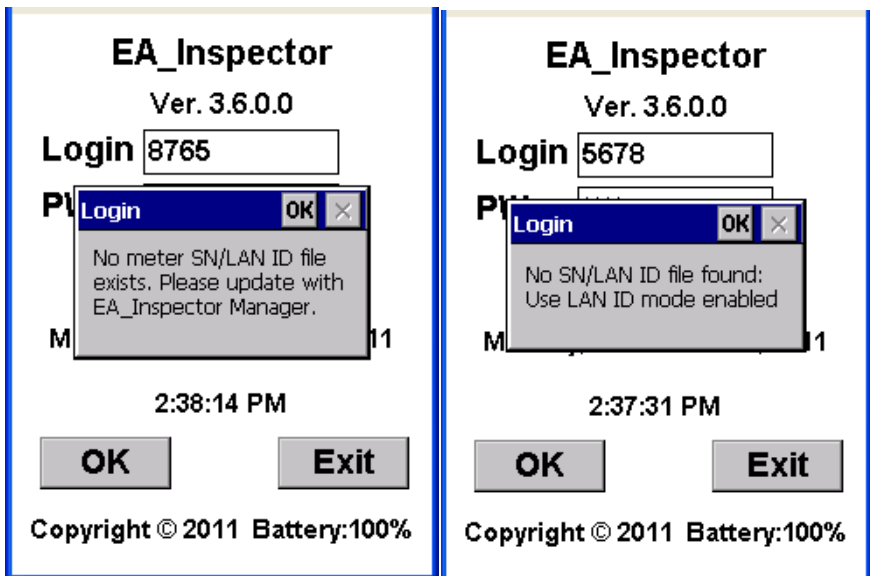 EA_Inspector
Ver. 3.6.0.0
Login 8765
Login OK
No meter SN/LAN ID file
exists. Please update with
EA_Inspector Manager.
2:38:14 PM
OK Exit
Copyright © 2011 Battery:100%
EA_Inspector
Ver. 3.6.0.0
Login 5678
Login OK
No SN/LAN ID file found:
Use LAN ID mode enabled
2:37:31 PM
OK Exit
Copyright © 2011 Battery:100%